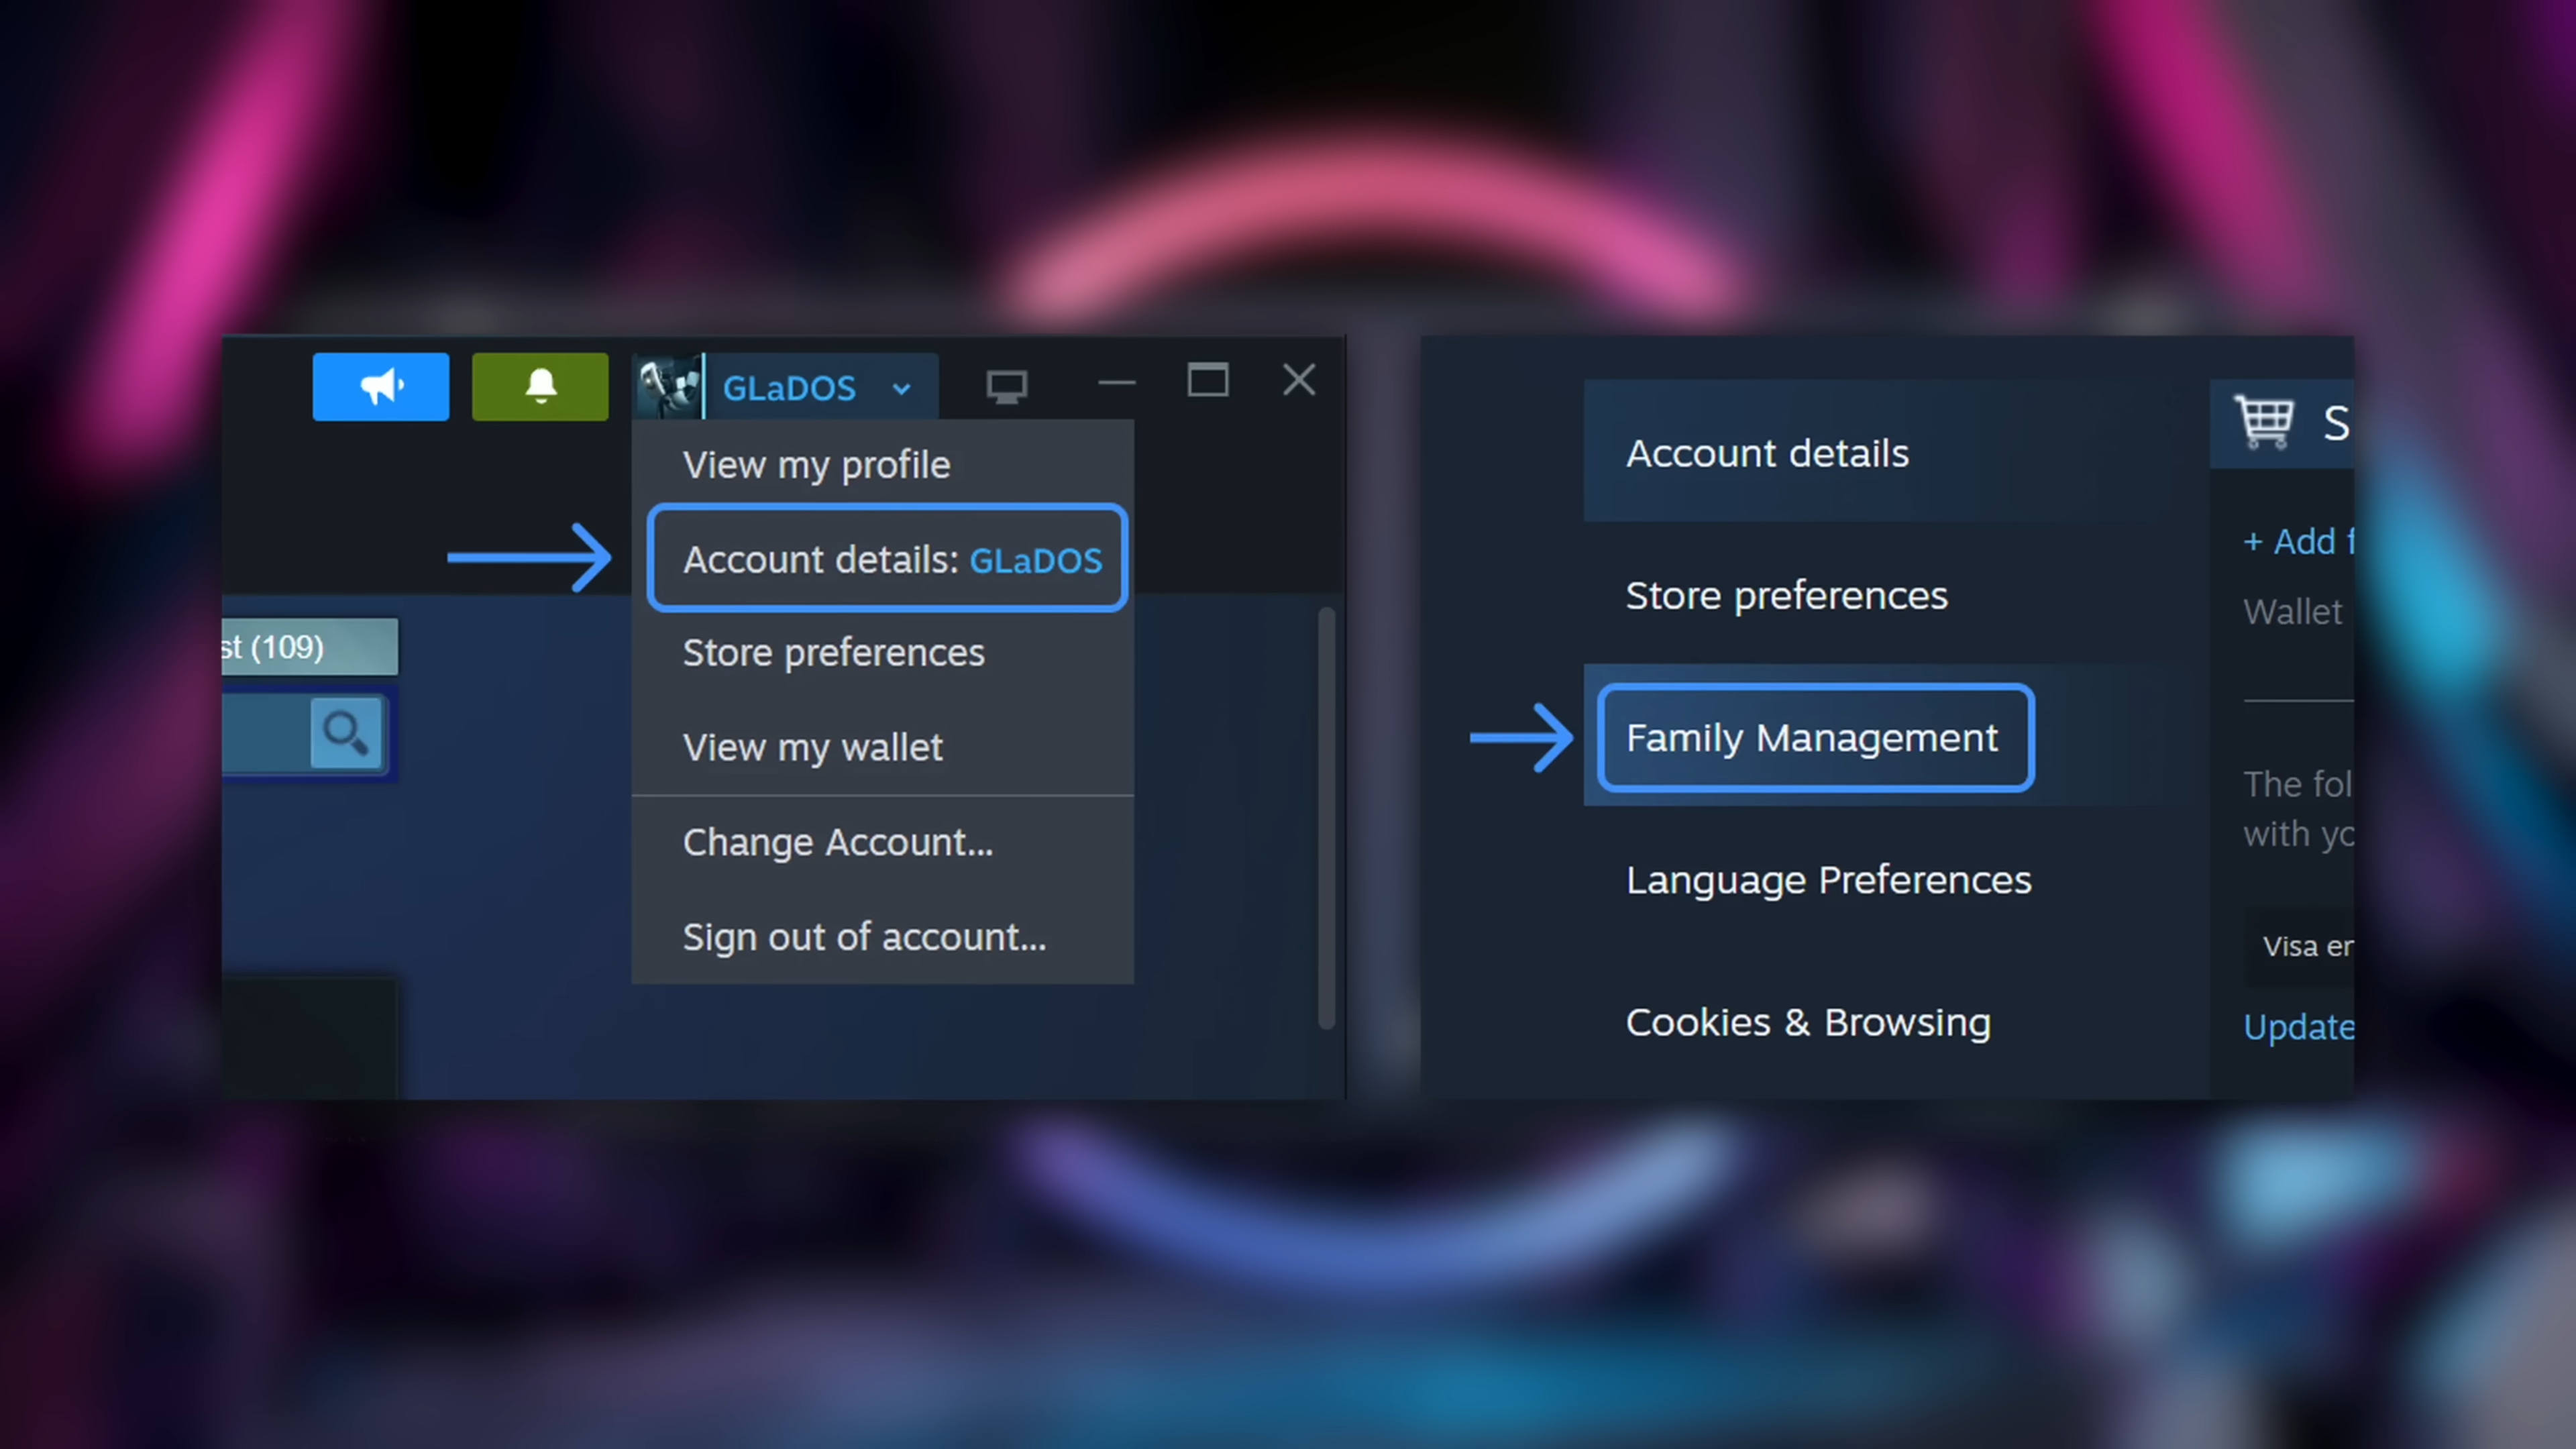 GLaDOS
View my profile
Account details: GLaDOS
st (109)
Store preferences
View my wallet
Change Account...
Sign out of account...
Account details
Store preferences
Family Management
Language Preferences
Cookies & Browsing
S
+ Add f
Wallet
The fol
with yo
Visa er
Update